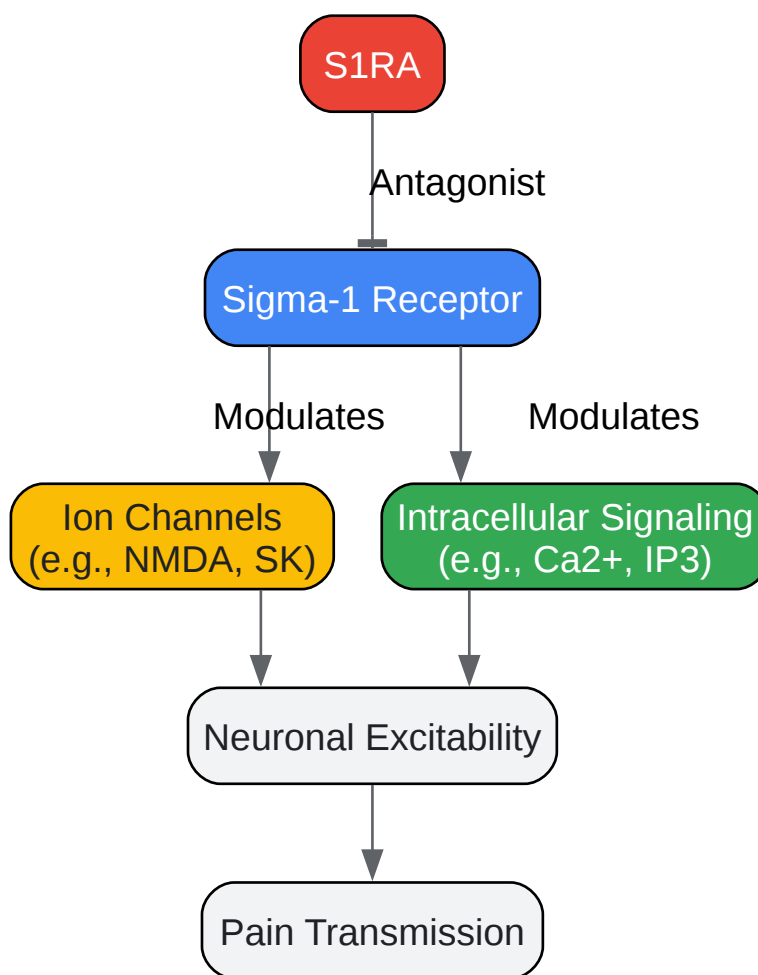 S1RA
Antagonist
Sigma-1 Receptor
Modulates
Modulates
Ion Channels
(e.g., NMDA, SK)
Intracellular Signaling
(e.g., Ca2+, IP3)
Neuronal Excitability
Pain Transmission